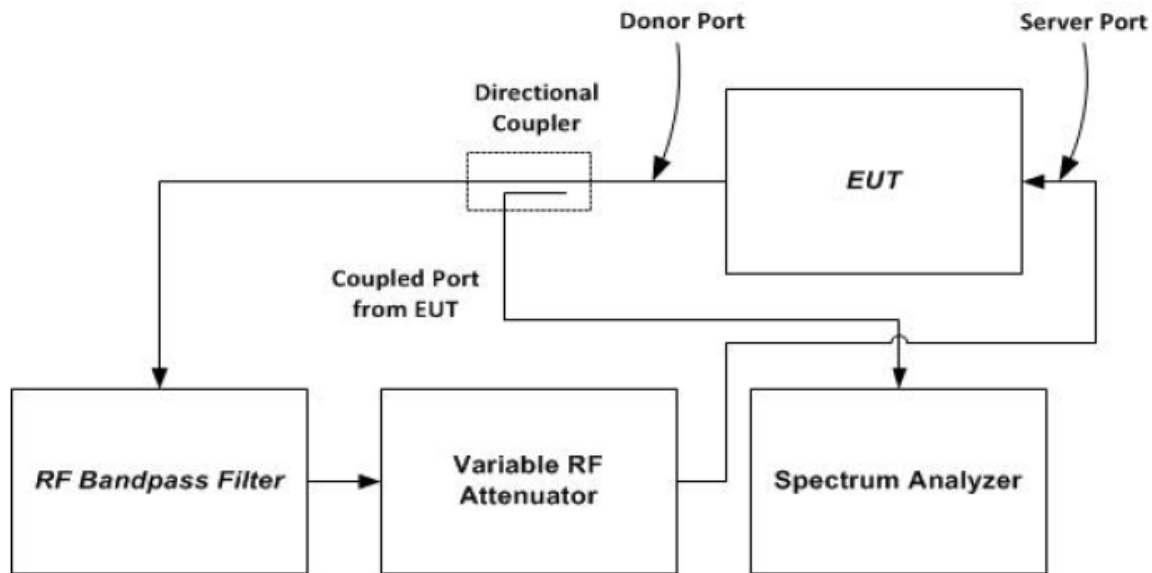 Donor Port
Server Port
Directional
Coupler
EUT
Coupled Port
from EUT
RF Bandpass Filter
Variable RF
Attenuator
Spectrum Analyzer